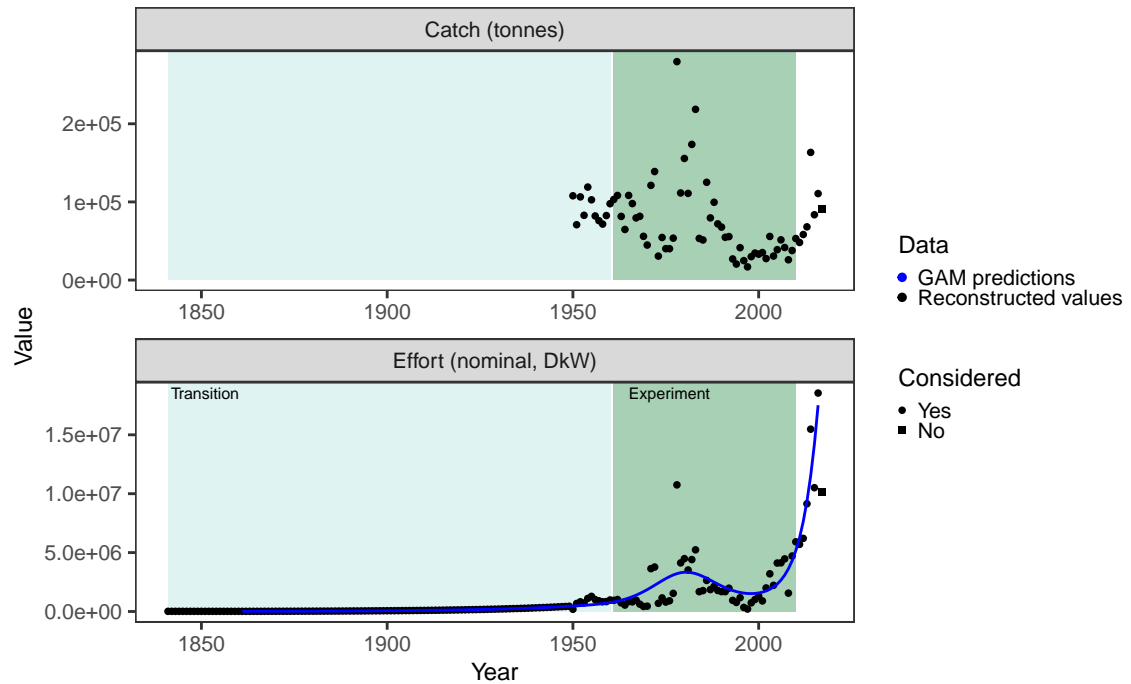 Catch (tonnes)
2e+05
1e+05
0e+00
1850 1900 1950 2000
Value
Effort (nominal, DkW)
Transition Experiment
1.5e+07
1.0e+07
5.0e+06
0.0e+00
1850 1900 1950 2000
Year
Data
GAM predictions
Reconstructed values
Considered
Yes
No